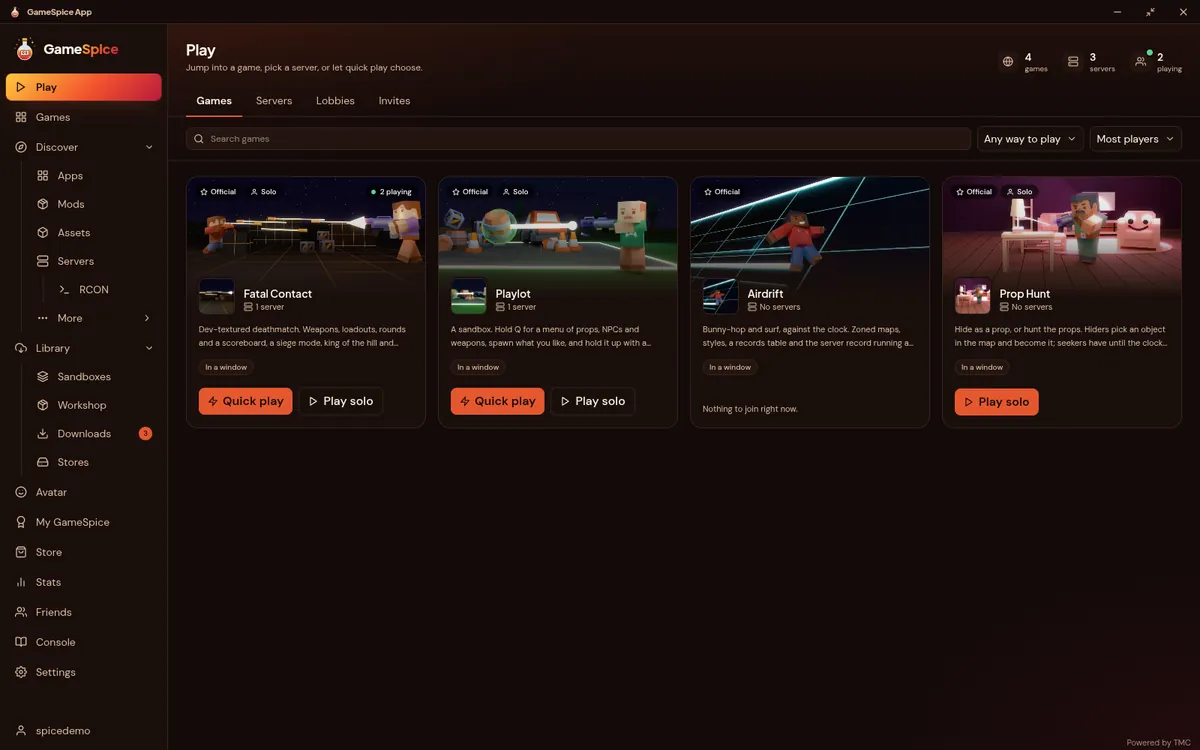 GameSpice App
GameSpice
Play
Games
Discover
Apps
Mods
Assets
Servers
RCON
More
Library
Sandboxes
Workshop
Downloads
3
Stores
Avatar
My GameSpice
Store
Stats
Friends
Console
Settings
spicedemo
Play
Jump into a game, pick a server, or let quick play choose.
4 games
3 servers
2 playing
Games Servers Lobbies Invites
Search games
Any way to play
Most players
Official Solo 2 playing
Fatal Contact
1 server
Dev-textured deathmatch. Weapons, loadouts, rounds
and a scoreboard, a siege mode, king of the hill and…
In a window
Quick play Play solo
Official Solo
Playlot
1 server
A sandbox. Hold Q for a menu of props, NPCs and
weapons, spawn what you like, and hold it up with a…
In a window
Quick play Play solo
Official
Airdrift
No servers
Bunny-hop and surf, against the clock. Zoned maps,
styles, a records table and the server record running a…
In a window
Nothing to join right now.
Official Solo
Prop Hunt
No servers
Hide as a prop, or hunt the props. Hiders pick an object
in the map and become it; seekers have until the clock…
In a window
Play solo
Powered by TMC